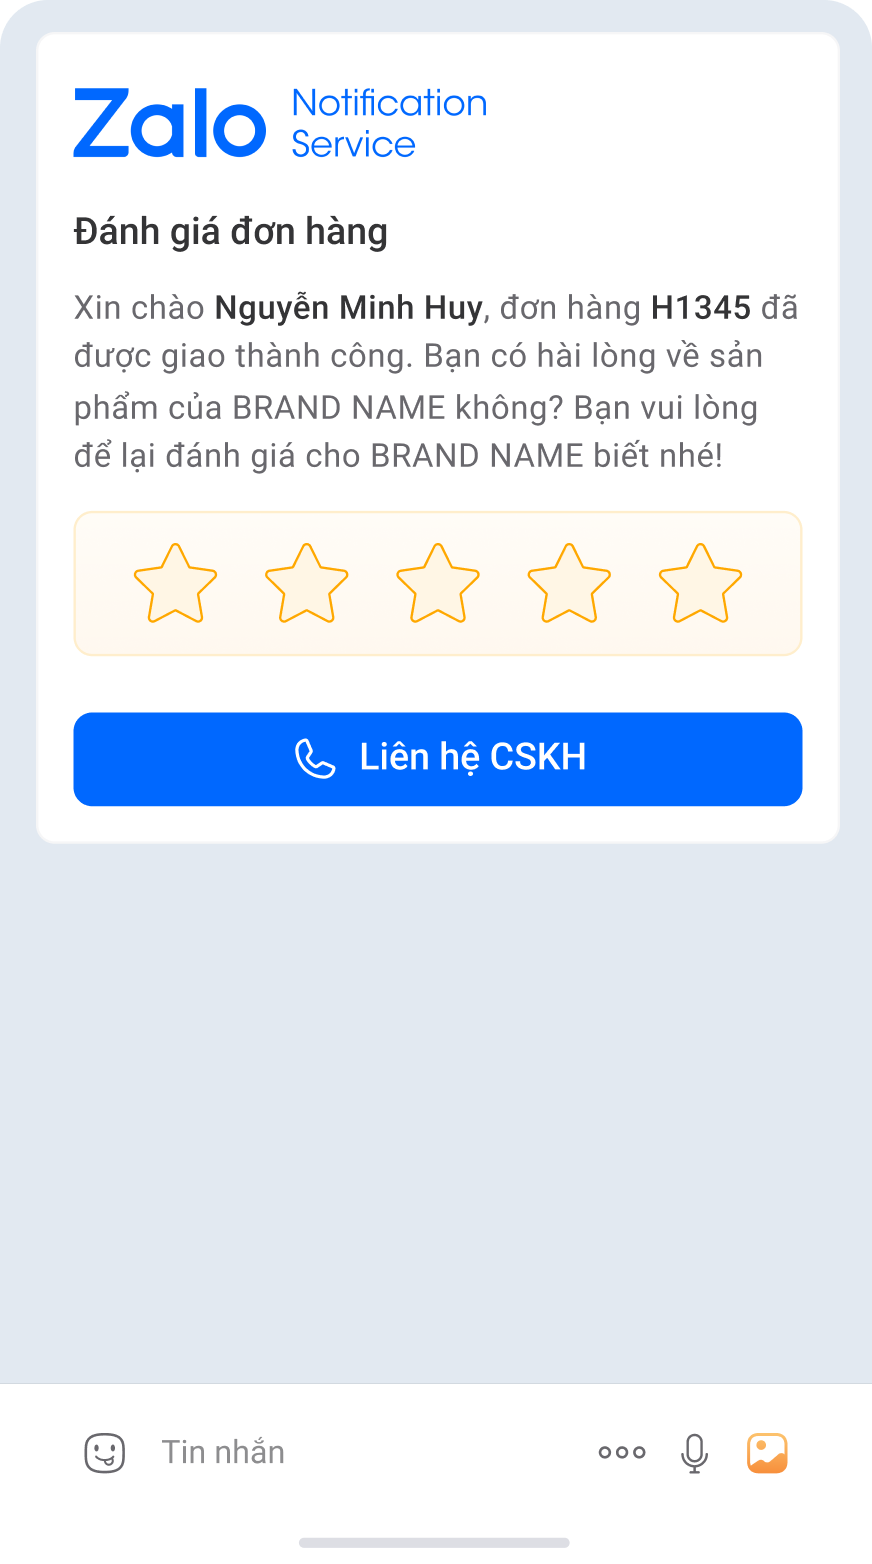 Zalo Notification
Service
Đánh giá đơn hàng
Xin chào Nguyễn Minh Huy, đơn hàng H1345 đã
được giao thành công. Bạn có hài lòng về sản
phẩm của BRAND NAME không? Bạn vui lòng
để lại đánh giá cho BRAND NAME biết nhé!
Liên hệ CSKH
Tin nhắn